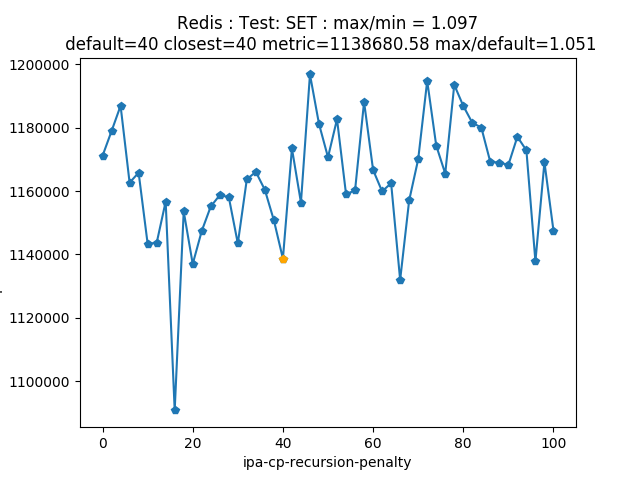 Redis : Test: SET : max/min = 1.097
default=40 closest=40 metric=1138680.58 max/default=1.051
1200000
1180000
1160000
1140000
1120000
1100000
0 20 40 60 80 100
ipa-cp-recursion-penalty